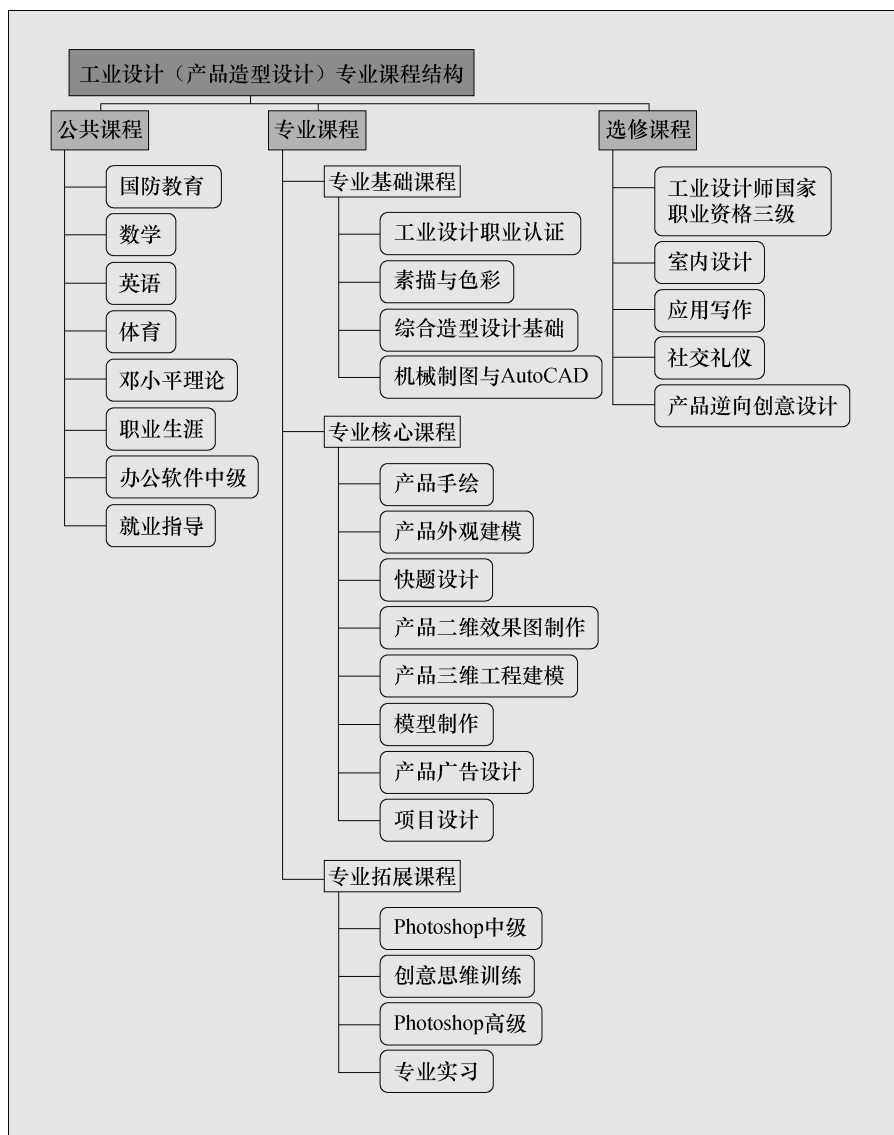 工业设计（产品造型设计）专业课程结构
公共课程
国防教育
数学
英语
体育
邓小平理论
职业生涯
办公软件中级
就业指导
专业课程
专业基础课程
工业设计职业认证
素描与色彩
综合造型设计基础
机械制图与AutoCAD
专业核心课程
产品手绘
产品外观建模
快题设计
产品二维效果图制作
产品三维工程建模
模型制作
产品广告设计
项目设计
专业拓展课程
Photoshop中级
创意思维训练
Photoshop高级
专业实习
选修课程
工业设计师国家
职业资格三级
室内设计
应用写作
社交礼仪
产品逆向创意设计